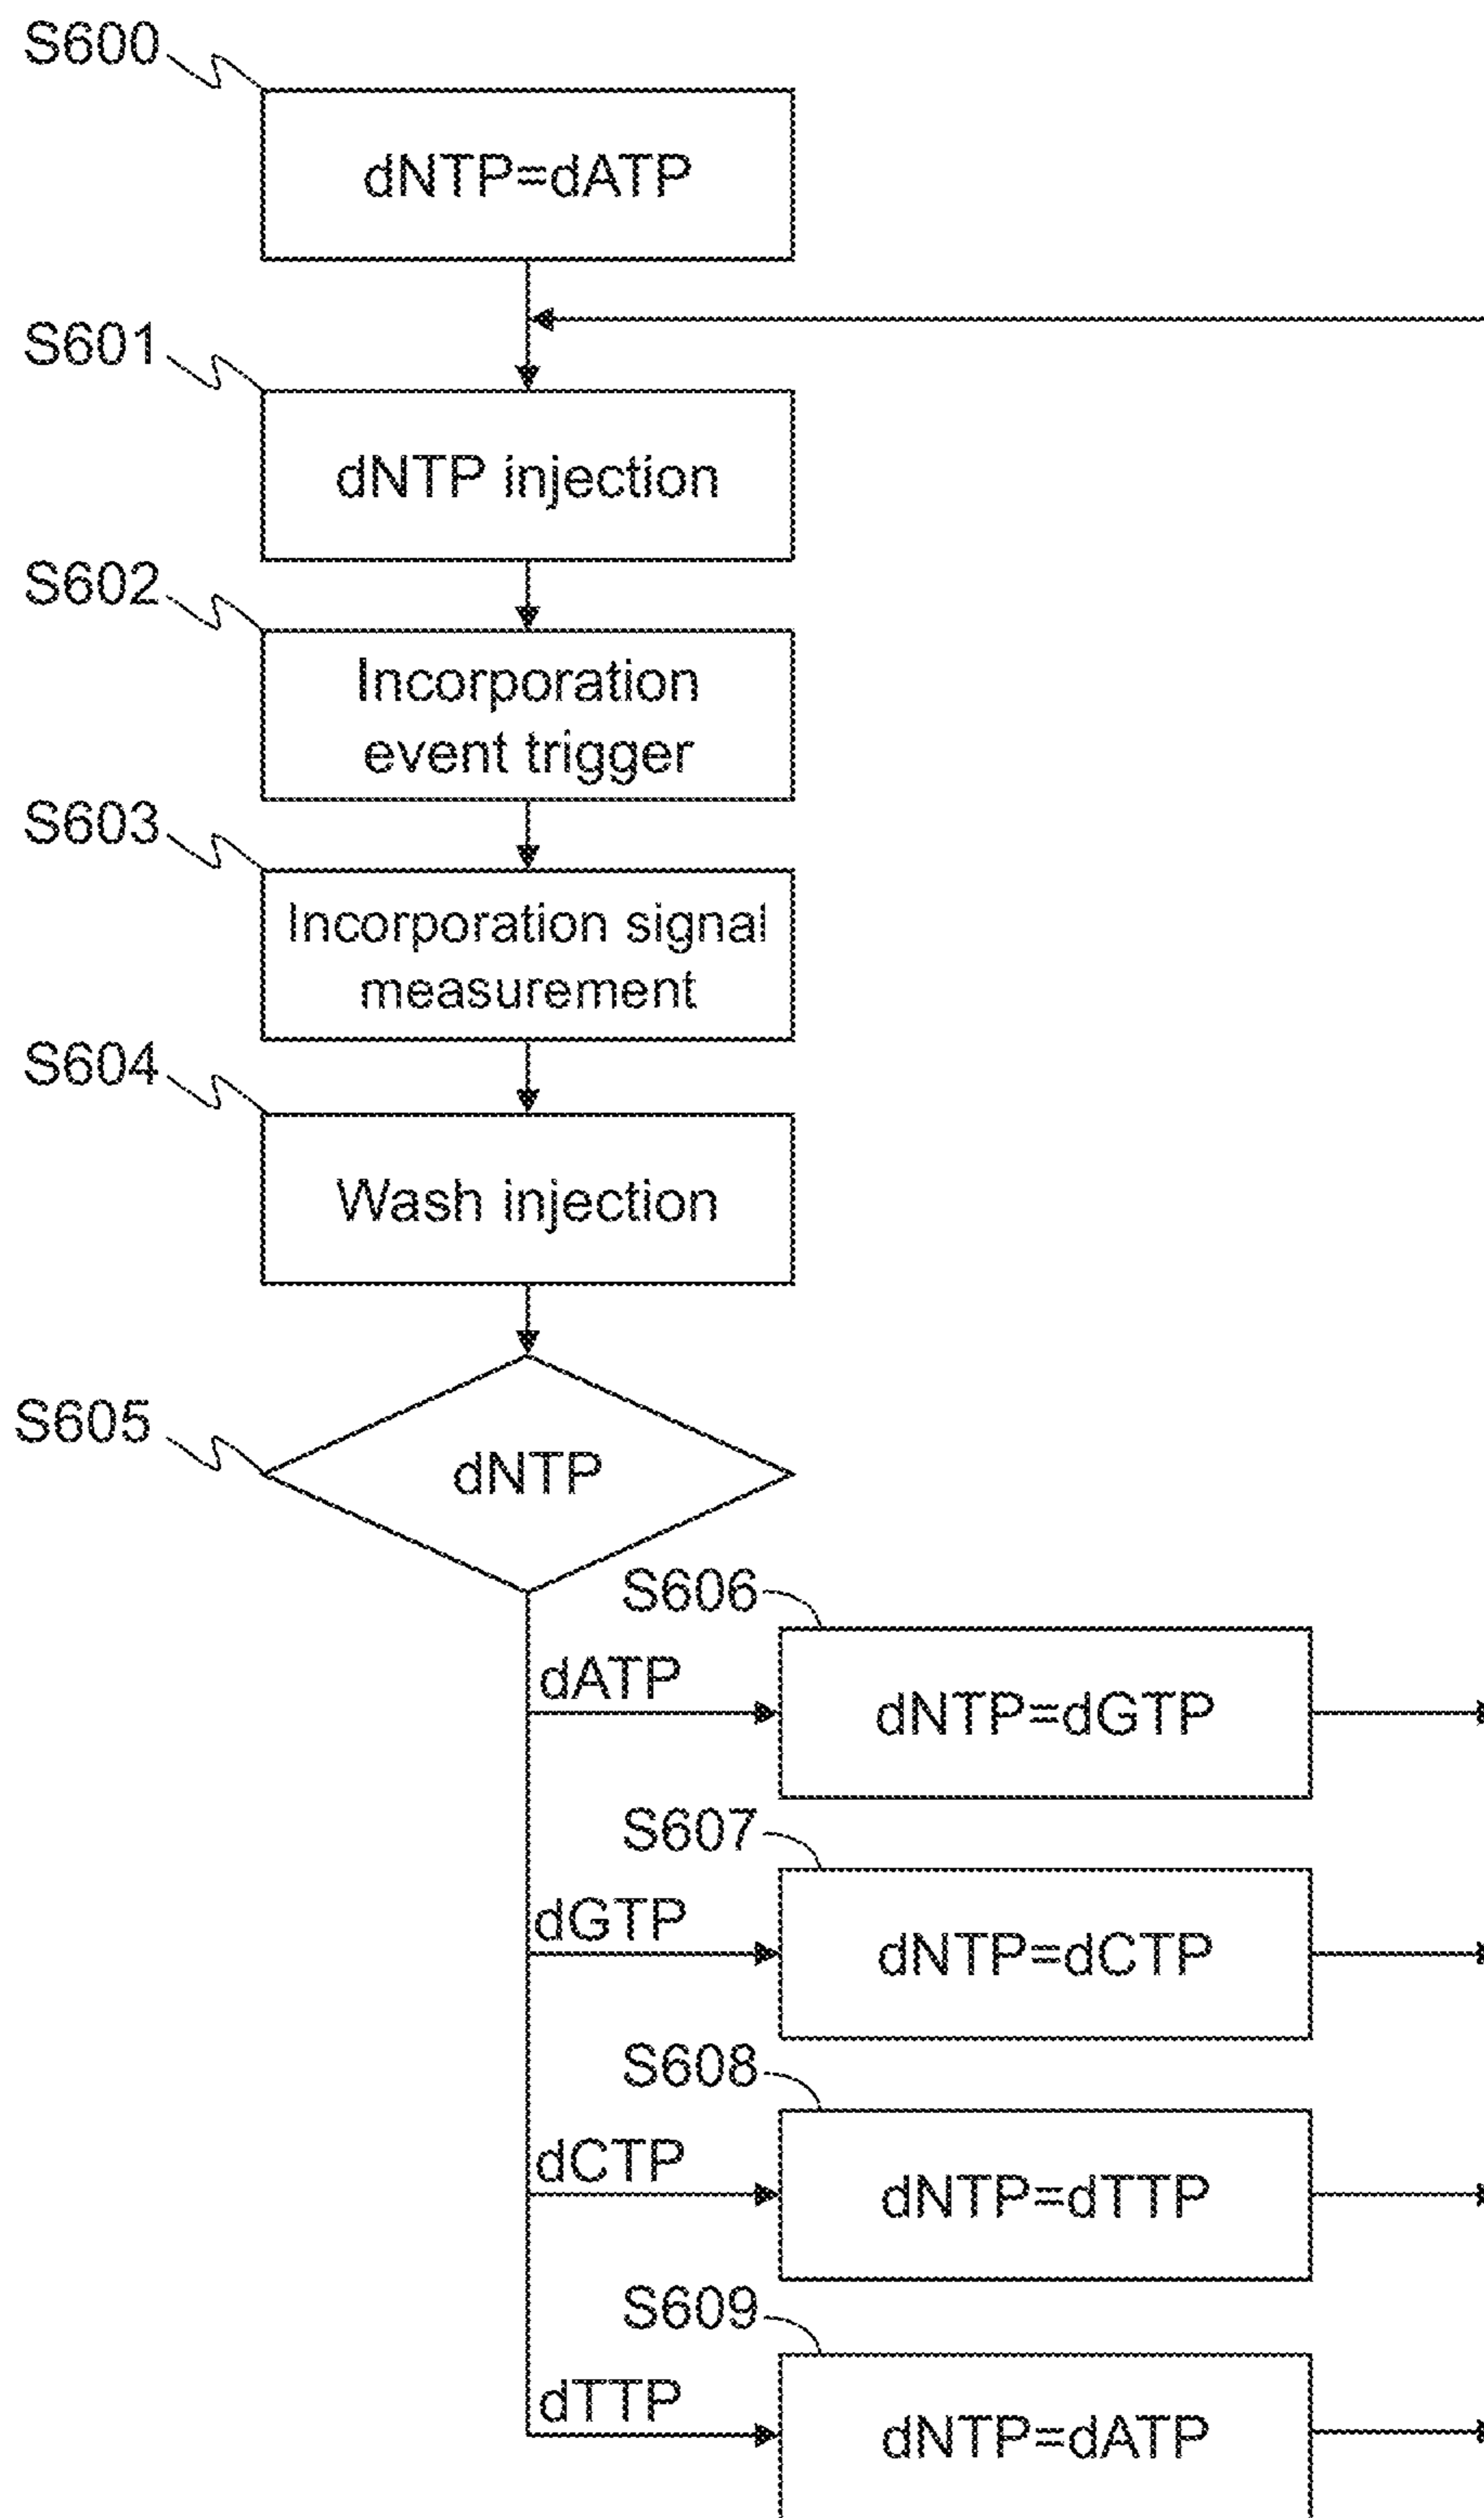 S600
dNTP=dATP
S601
dNTP injection
S602
Incorporation
event trigger
S603
Incorporation signal
measurement
S604
Wash injection
S605
dNTP
S606
dATP
dNTP=dGTP
S607
dGTP
dNTP=dCTP
S608
dCTP
dNTP=dTTP
S609
dTTP
dNTP=dATP